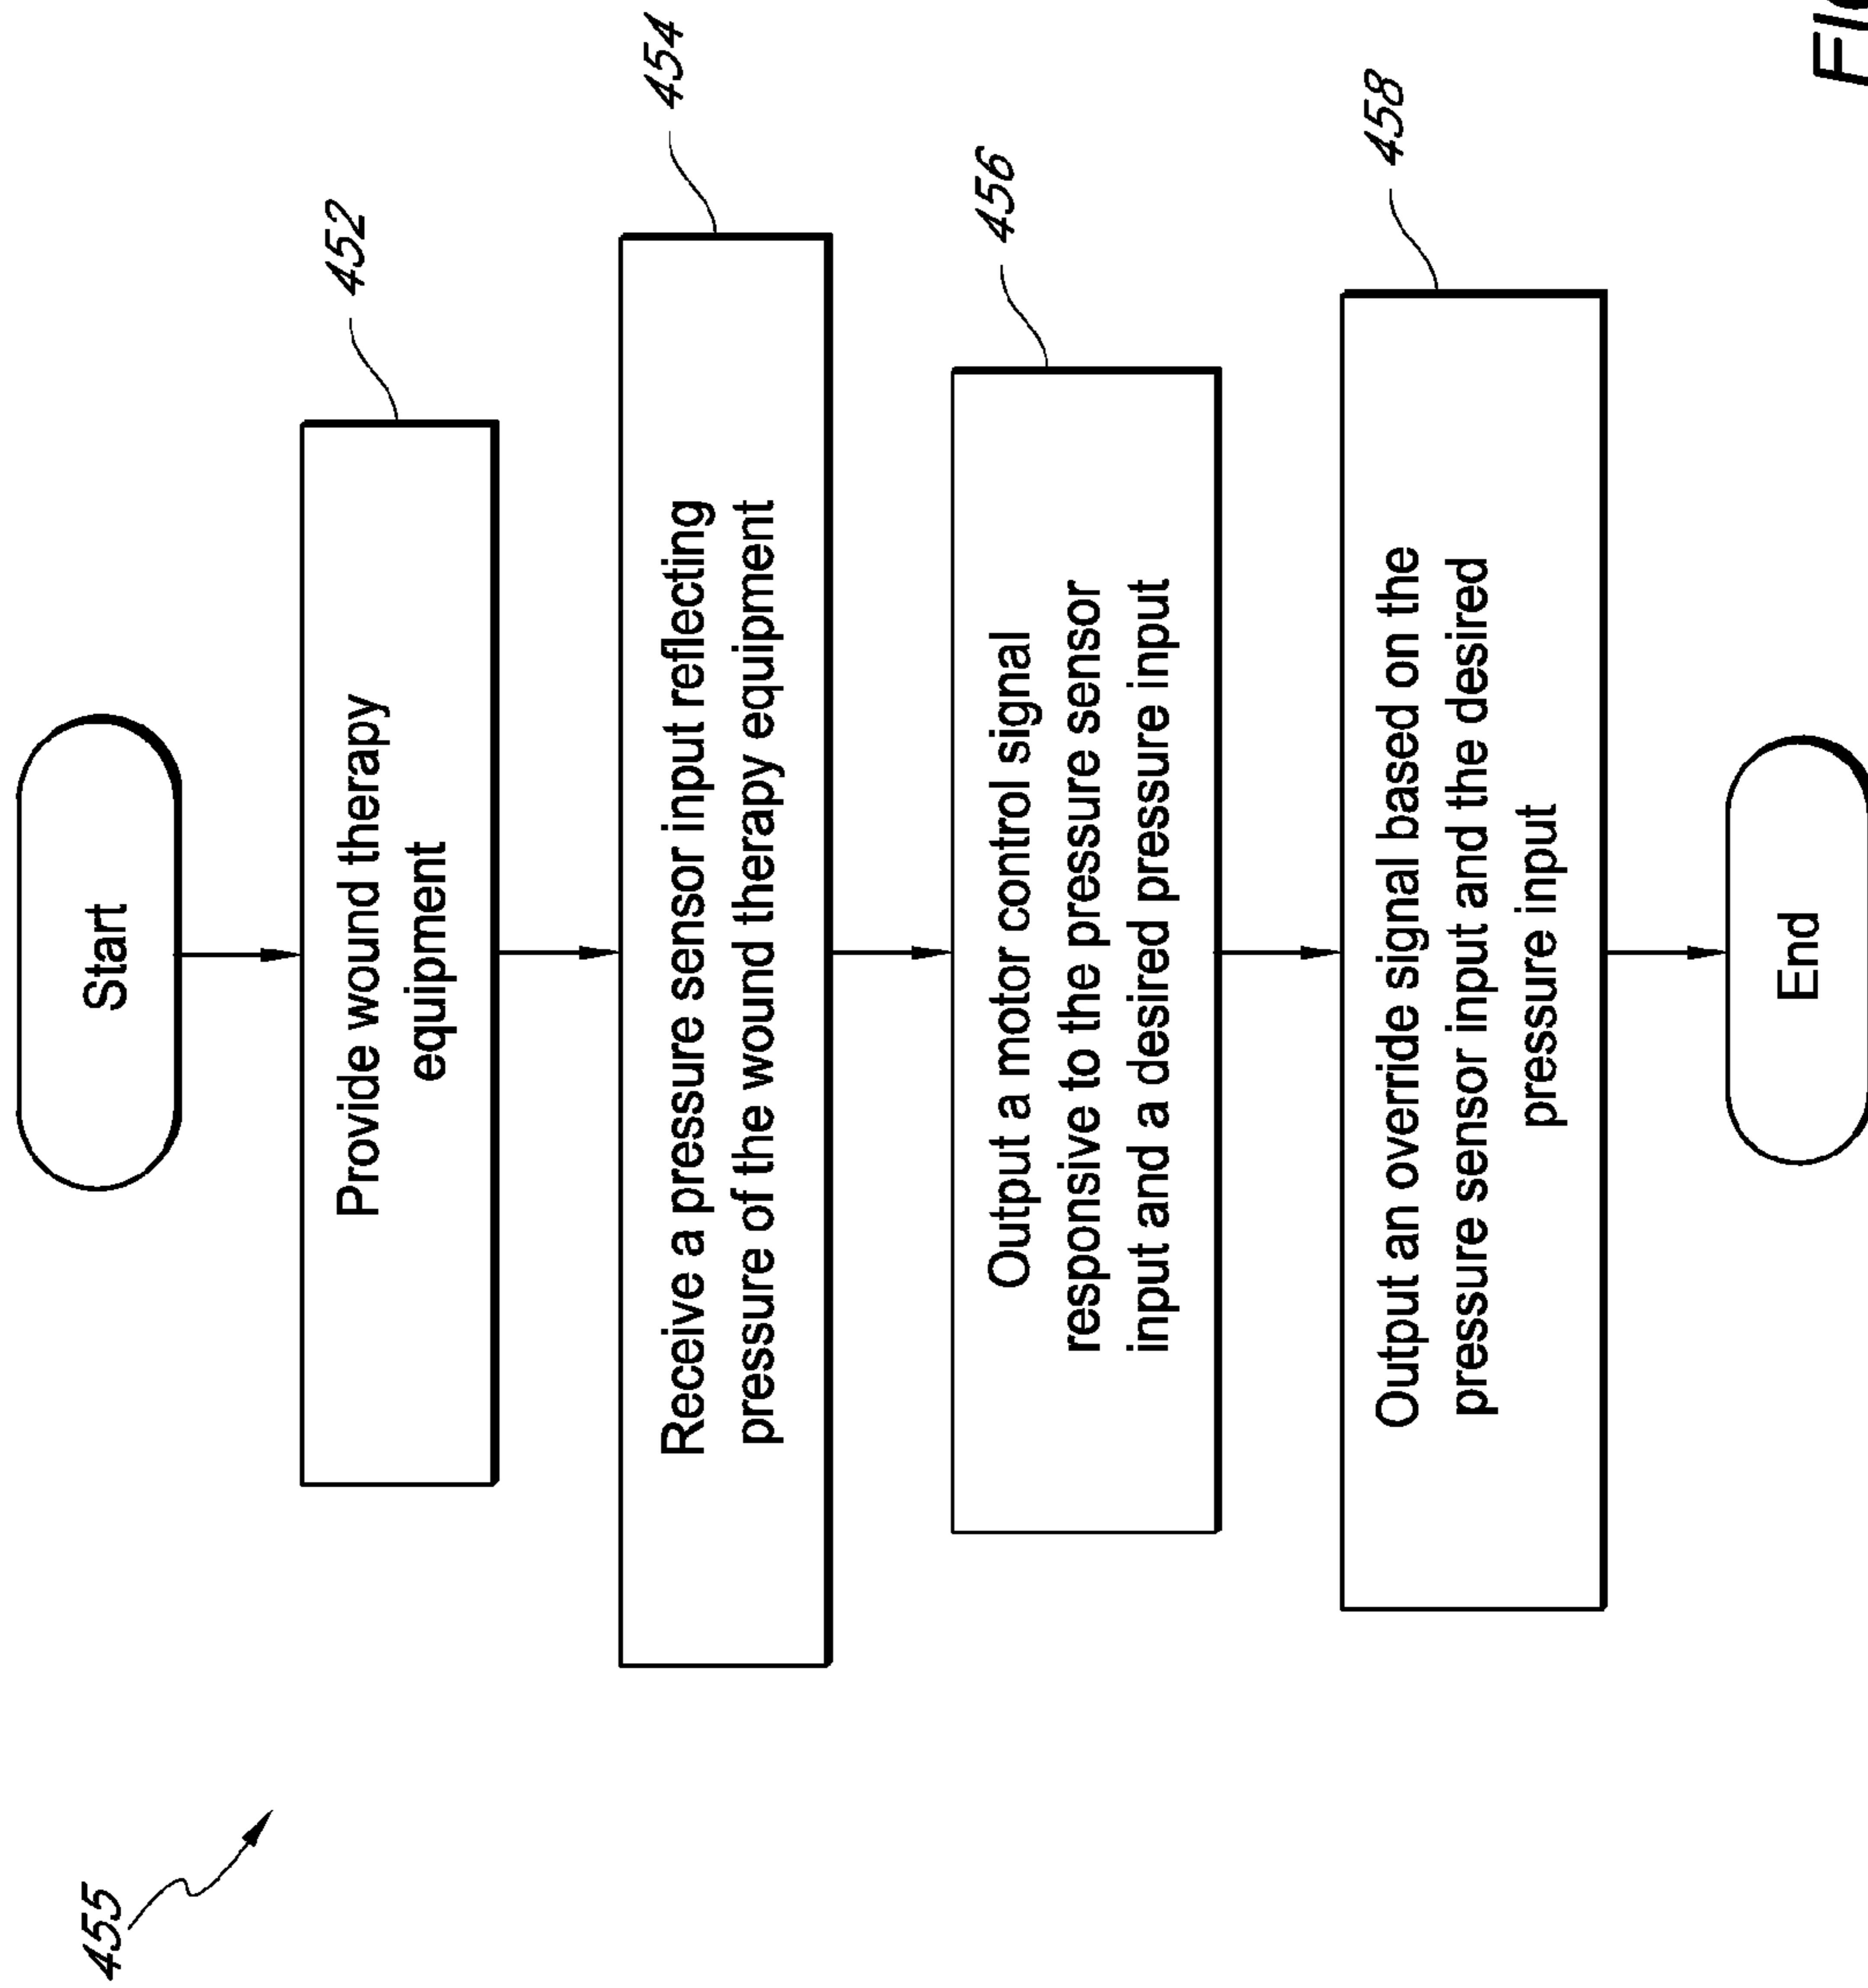 455
Start
Provide wound therapy
equipment
452
Receive a pressure sensor input reflecting
pressure of the wound therapy equipment
454
Output a motor control signal
responsive to the pressure sensor
input and a desired pressure input
456
Output an override signal based on the
pressure sensor input and the desired
pressure input
458
End